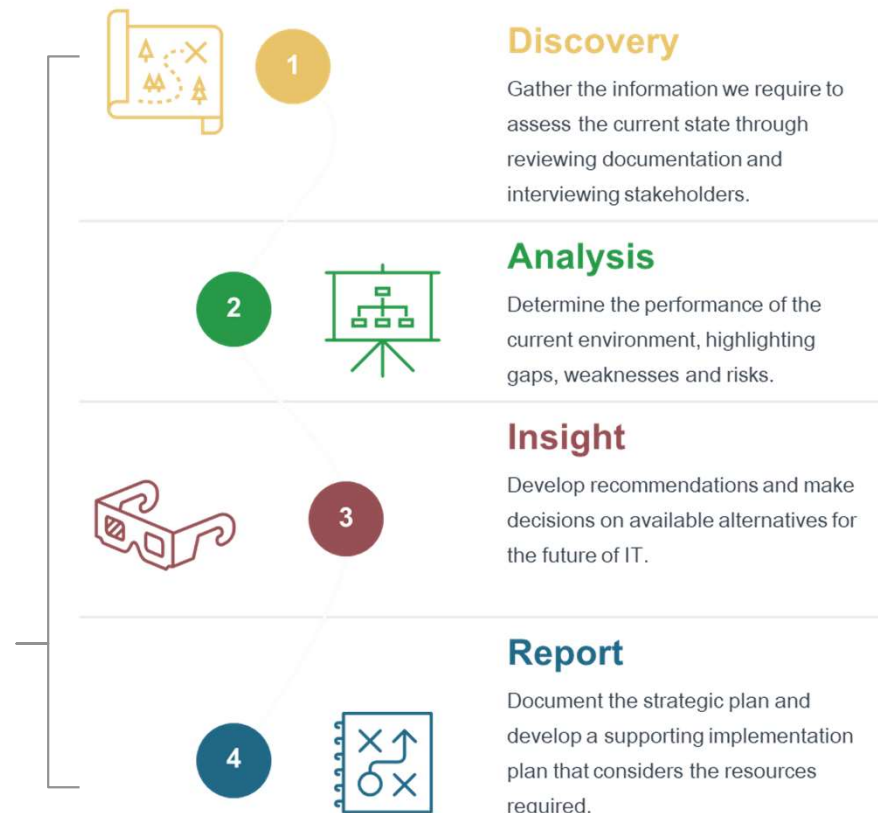 1
Discovery
Gather the information we require to
assess the current state through
reviewing documentation and
interviewing stakeholders.
2
Analysis
Determine the performance of the
current environment, highlighting
gaps, weaknesses and risks.
3
Insight
Develop recommendations and make
decisions on available alternatives for
the future of IT.
4
Report
Document the strategic plan and
develop a supporting implementation
plan that considers the resources
required.